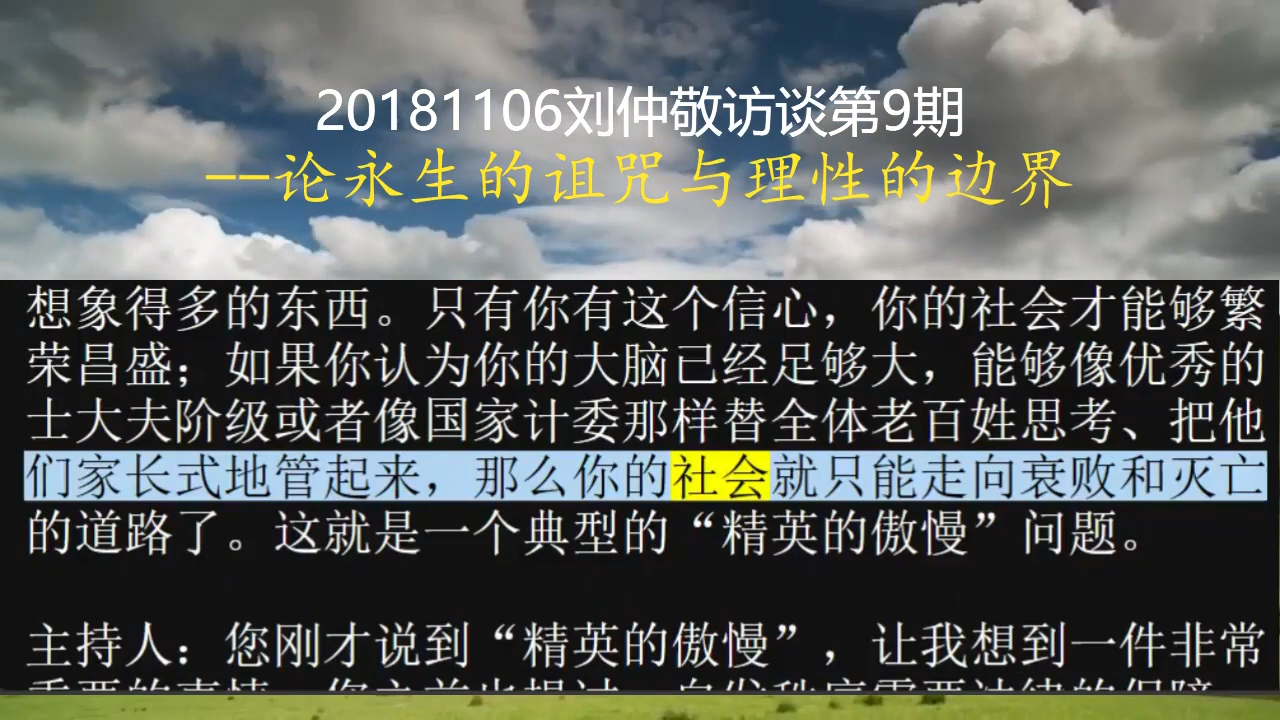 20181106刘仲敬访谈第9期
--论永生的诅咒与理性的边界
想象得多的东西。只有你有这个信心，你的社会才能够繁
荣昌盛；如果你认为你的大脑已经足够大，能够像优秀的
士大夫阶级或者像国家计委那样替全体老百姓思考、把他
们家长式地管起来，那么你的社会就只能走向衰败和灭亡
的道路了。这就是一个典型的“精英的傲慢”问题。
主持人：您刚才说到“精英的傲慢”，让我想到一件非常